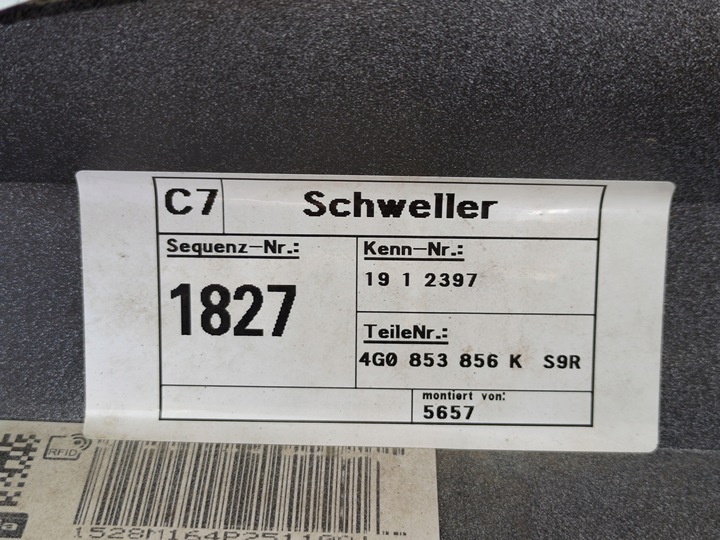 C7 Schweller
Sequenz-Nr.:
1827
Kenn-Nr.:
19 1 2397
TeileNr.:
4G0 853 856 K S9R
montiert von:
5657
RFID